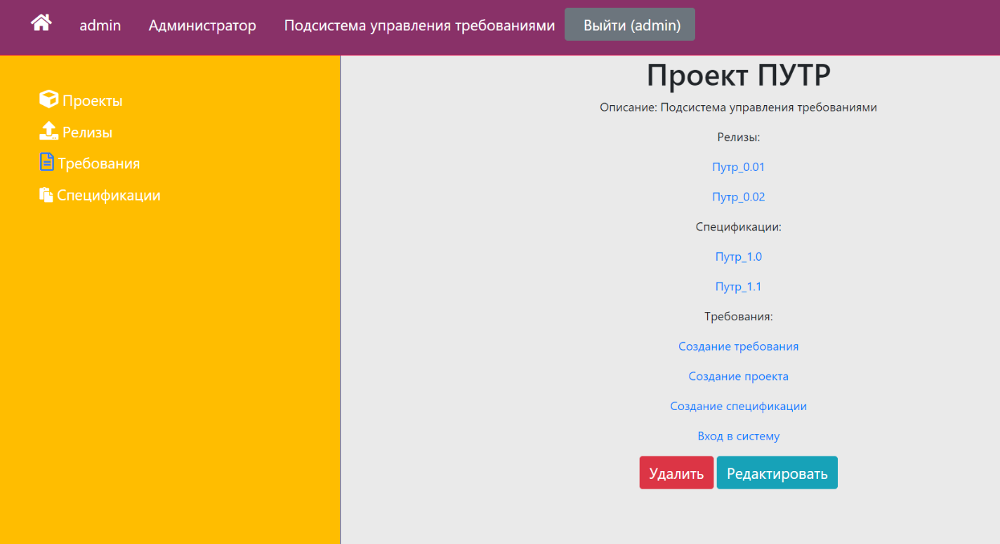 admin Администратор Подсистема управления требованиями Выйти (admin)
Проекты
Релизы
Требования
Спецификации
Проект ПУТР
Описание: Подсистема управления требованиями
Релизы:
Путр_0.01
Путр_0.02
Спецификации:
Путр_1.0
Путр_1.1
Требования:
Создание требования
Создание проекта
Создание спецификации
Вход в систему
Удалить Редактировать